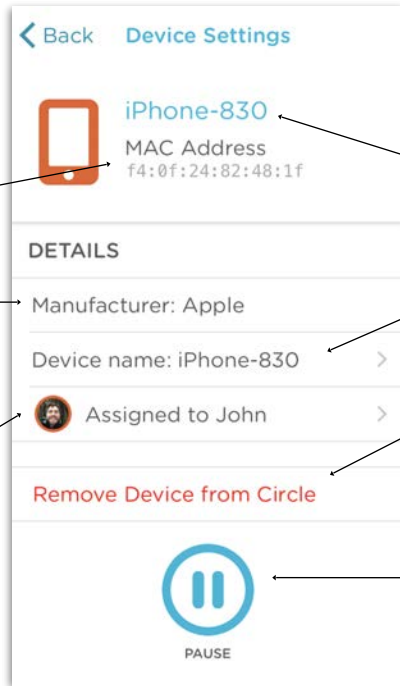 Back Device Settings
iPhone-830
MAC Address
f4:0f:24:82:48:1f
DETAILS
Manufacturer: Apple
Device name: iPhone-830
Assigned to John
Remove Device from Circle
PAUSE